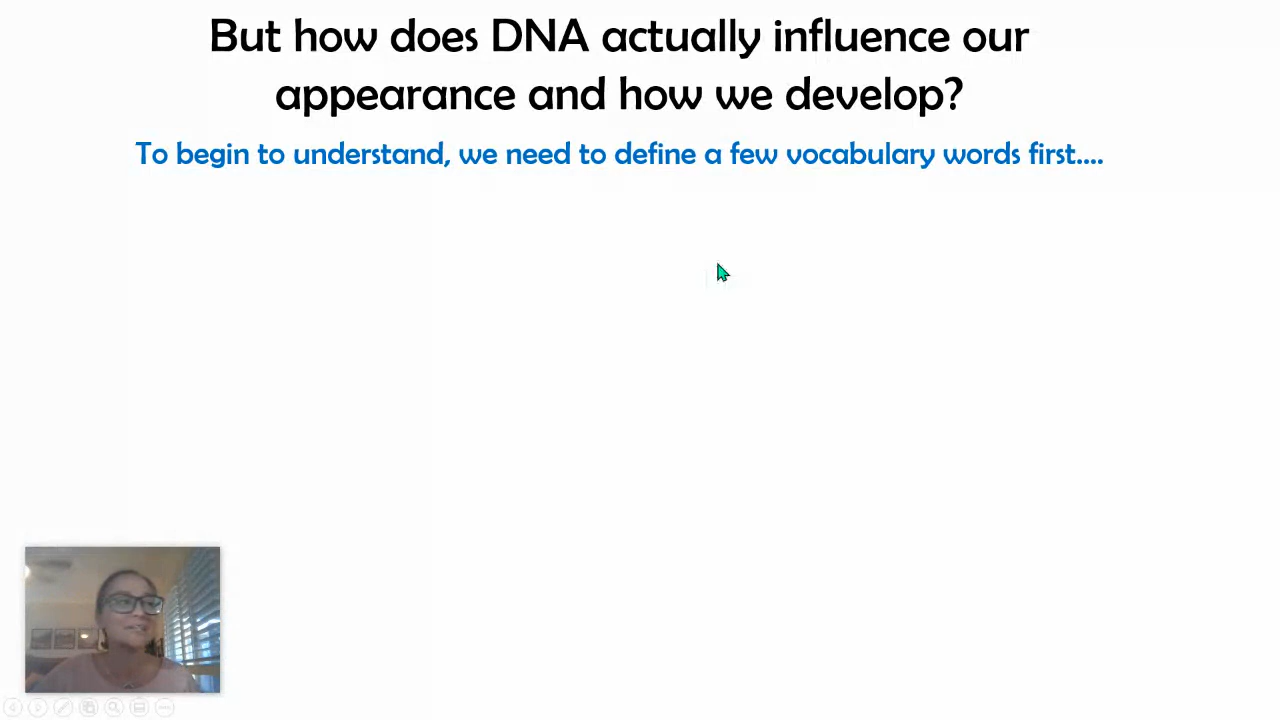 But how does DNA actually influence our
appearance and how we develop?
To begin to understand, we need to define a few vocabulary words first....